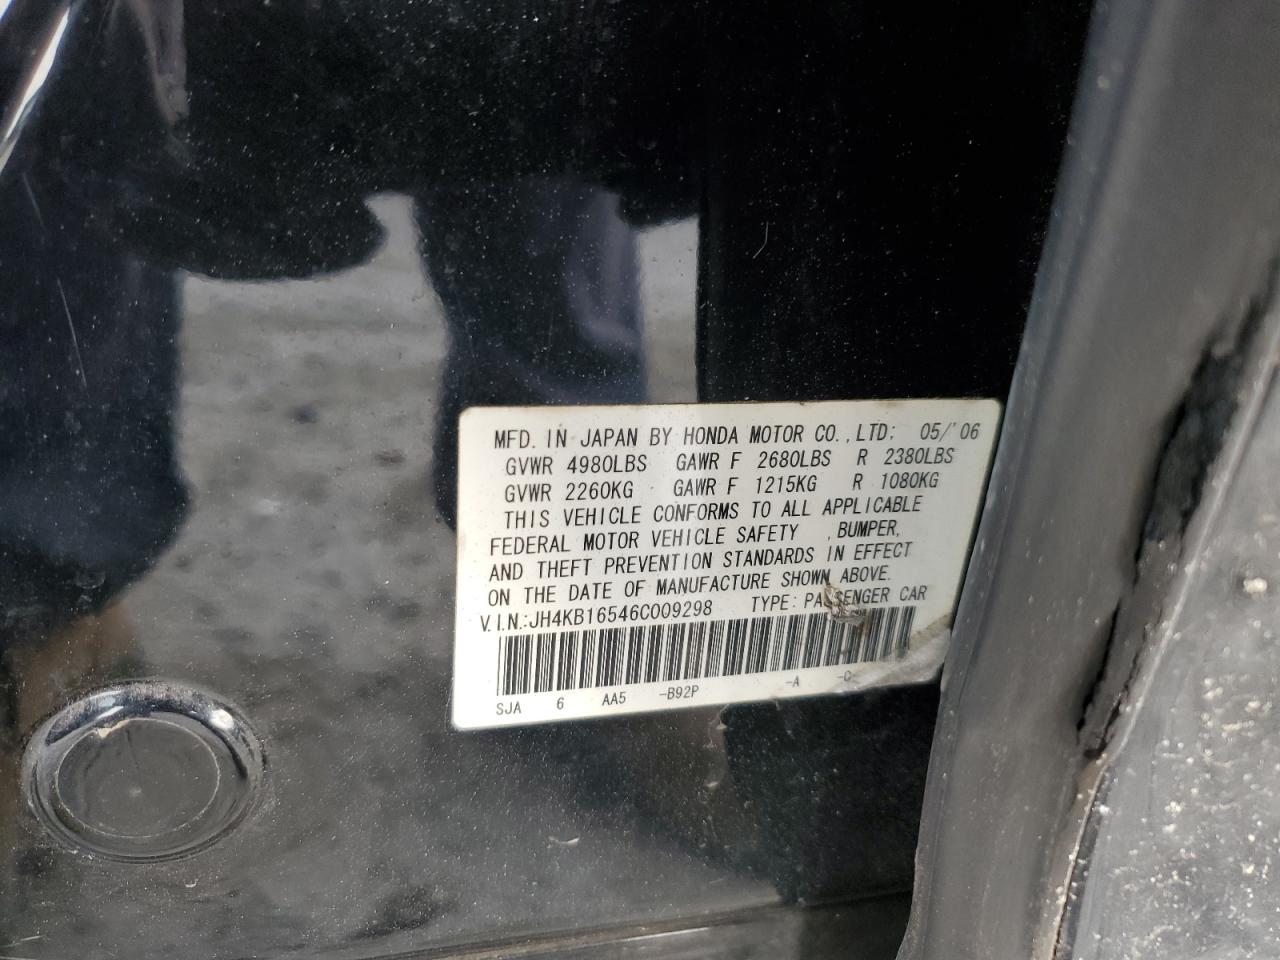 MFD. IN JAPAN BY HONDA MOTOR CO., LTD; 05/'06
GVWR 4980LBS GAWR F 2680LBS R 2380LBS
GVWR 2260KG GAWR F 1215KG R 1080KG
THIS VEHICLE CONFORMS TO ALL APPLICABLE
FEDERAL MOTOR VEHICLE SAFETY , BUMPER,
AND THEFT PREVENTION STANDARDS IN EFFECT
ON THE DATE OF MANUFACTURE SHOWN ABOVE.
V.I.N.:JH4KB16546C009298 TYPE: PASSENGER CAR
SJA 6 AA5 -B92P -A -C-